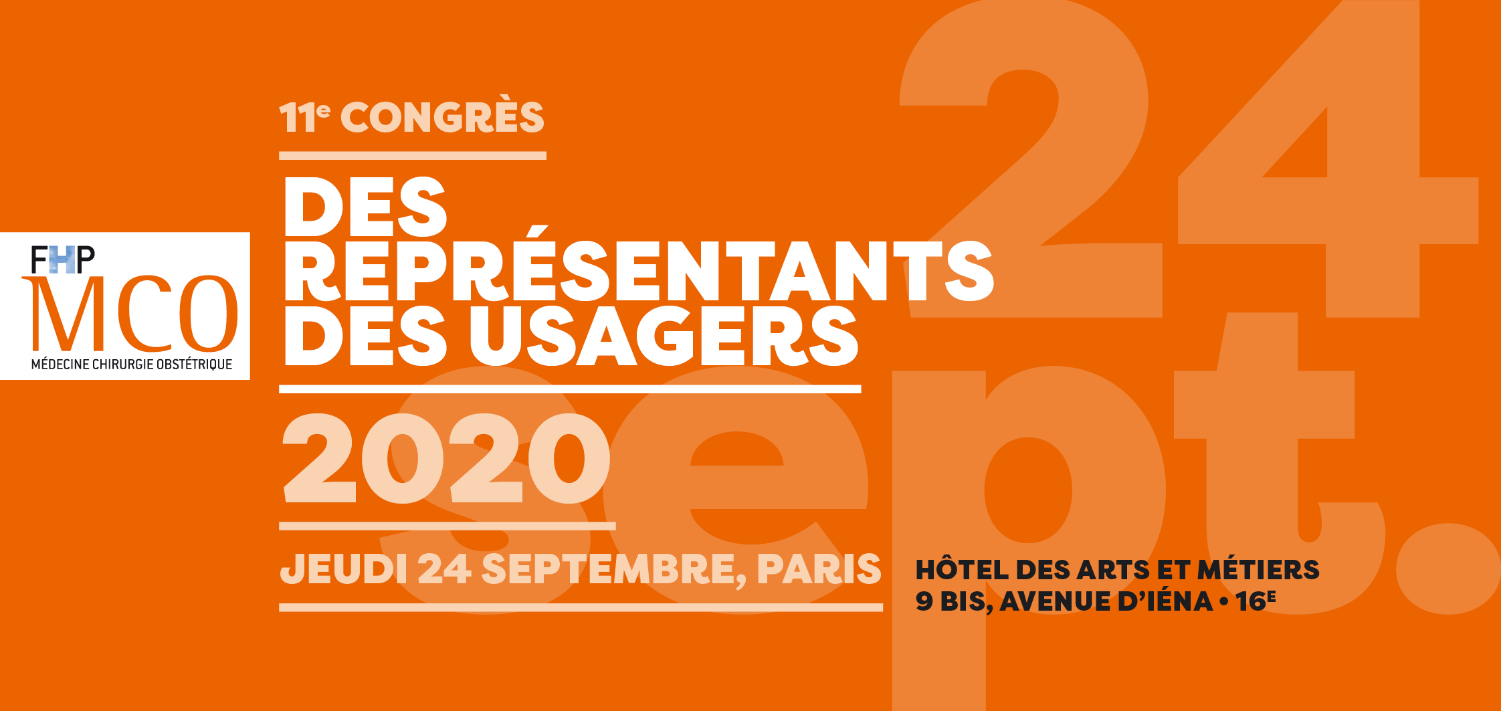 11e CONGRÈS
DES
REPRÉSENTANTS
DES USAGERS
2020
JEUDI 24 SEPTEMBRE, PARIS
HÔTEL DES ARTS ET MÉTIERS
9 BIS, AVENUE D'IÉNA • 16E
FHP
MCO
MÉDECINE CHIRURGIE OBSTÉTRIQUE
24
sept.